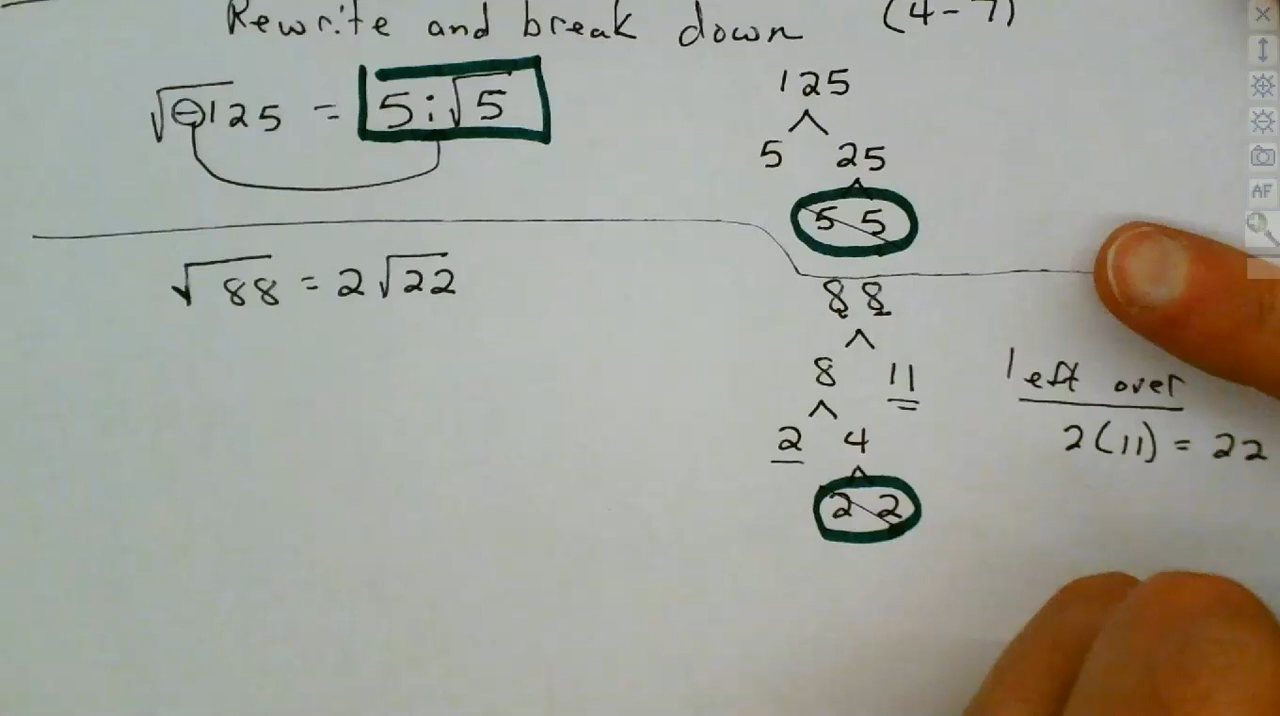 Rewrite and break down (4-7)
√-125 = 5i√5
125
5 25
5 5
√88 = 2√22
88
8 11
2 4
2 2
left over
2(11) = 22
AF